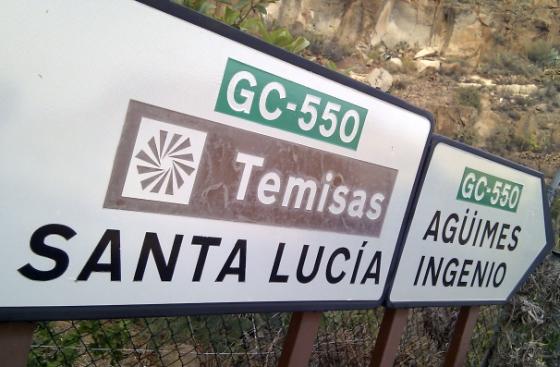 GC-550
Temisas
SANTA LUCÍA
GC-550
AGÜIMES
INGENIO